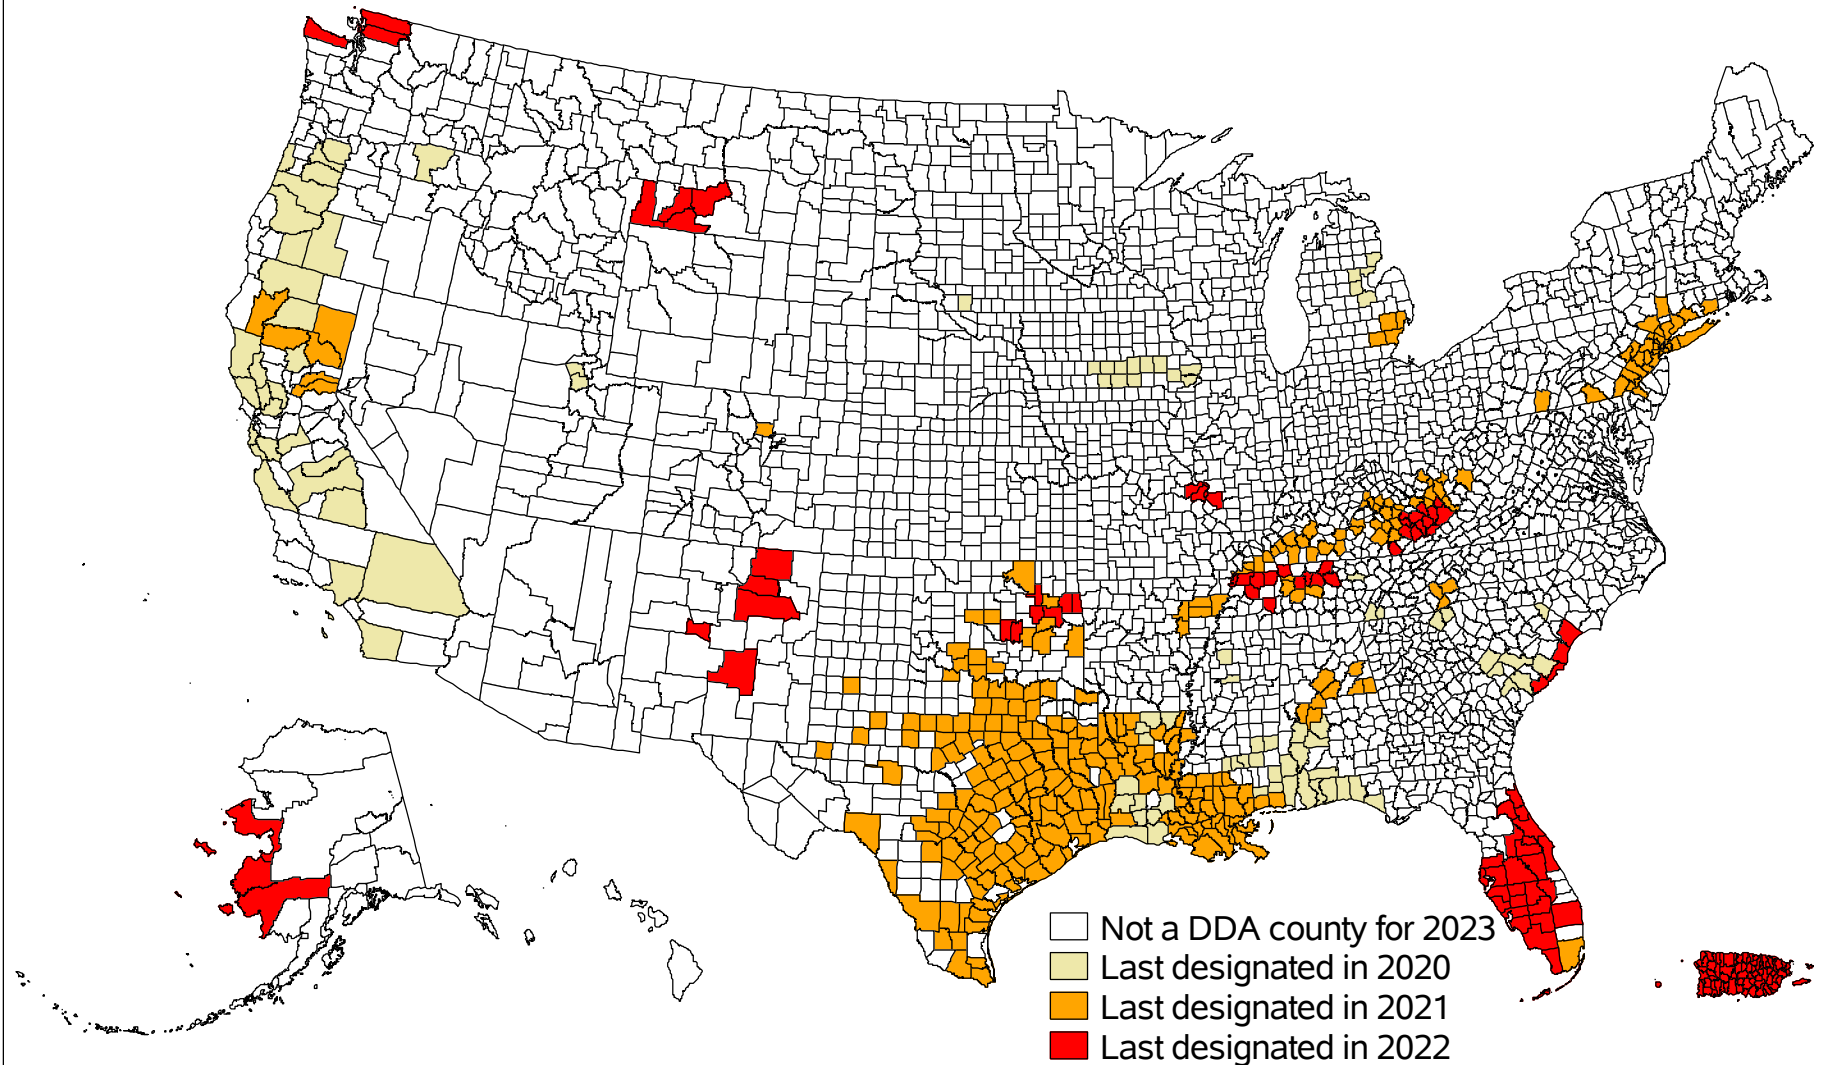 Not a DDA county for 2023
Last designated in 2020
Last designated in 2021
Last designated in 2022